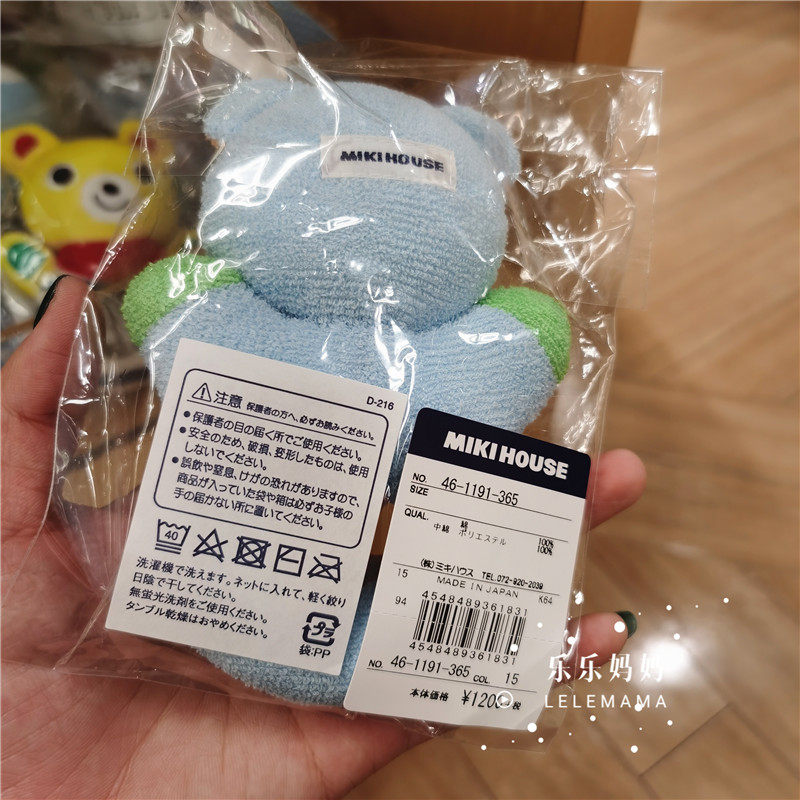 MIKIHOUSE
D-216
注意 保護者の方へ、必ずお読みください。
●保護者の目の届く所でご使用ください。
●安全のため、破損、変形したものは、使用
しないでください。
●誤飲や窒息、けがの恐れがありますので、
商品が入っていた袋や箱は必ずお子様の
手の届かない所に置いてください。
40
洗濯機で洗えます。ネットに入れて、軽く絞り
日陰で干してください。
無蛍光洗剤をご使用ください。
タンブル乾燥はおやめください。
プラ
袋:PP
MIKIHOUSE
NO. 46-1191-365
SIZE
QUAL. 綿 100%
中綿 ポリエステル 100%
(株)ミキハウス TEL.072-920-2039
15 MADE IN JAPAN K64
94 4548489361831
4548489361831
NO. 46-1191-365 COL 15
本体価格 ¥1200
税
乐乐妈妈
LELEMAMA